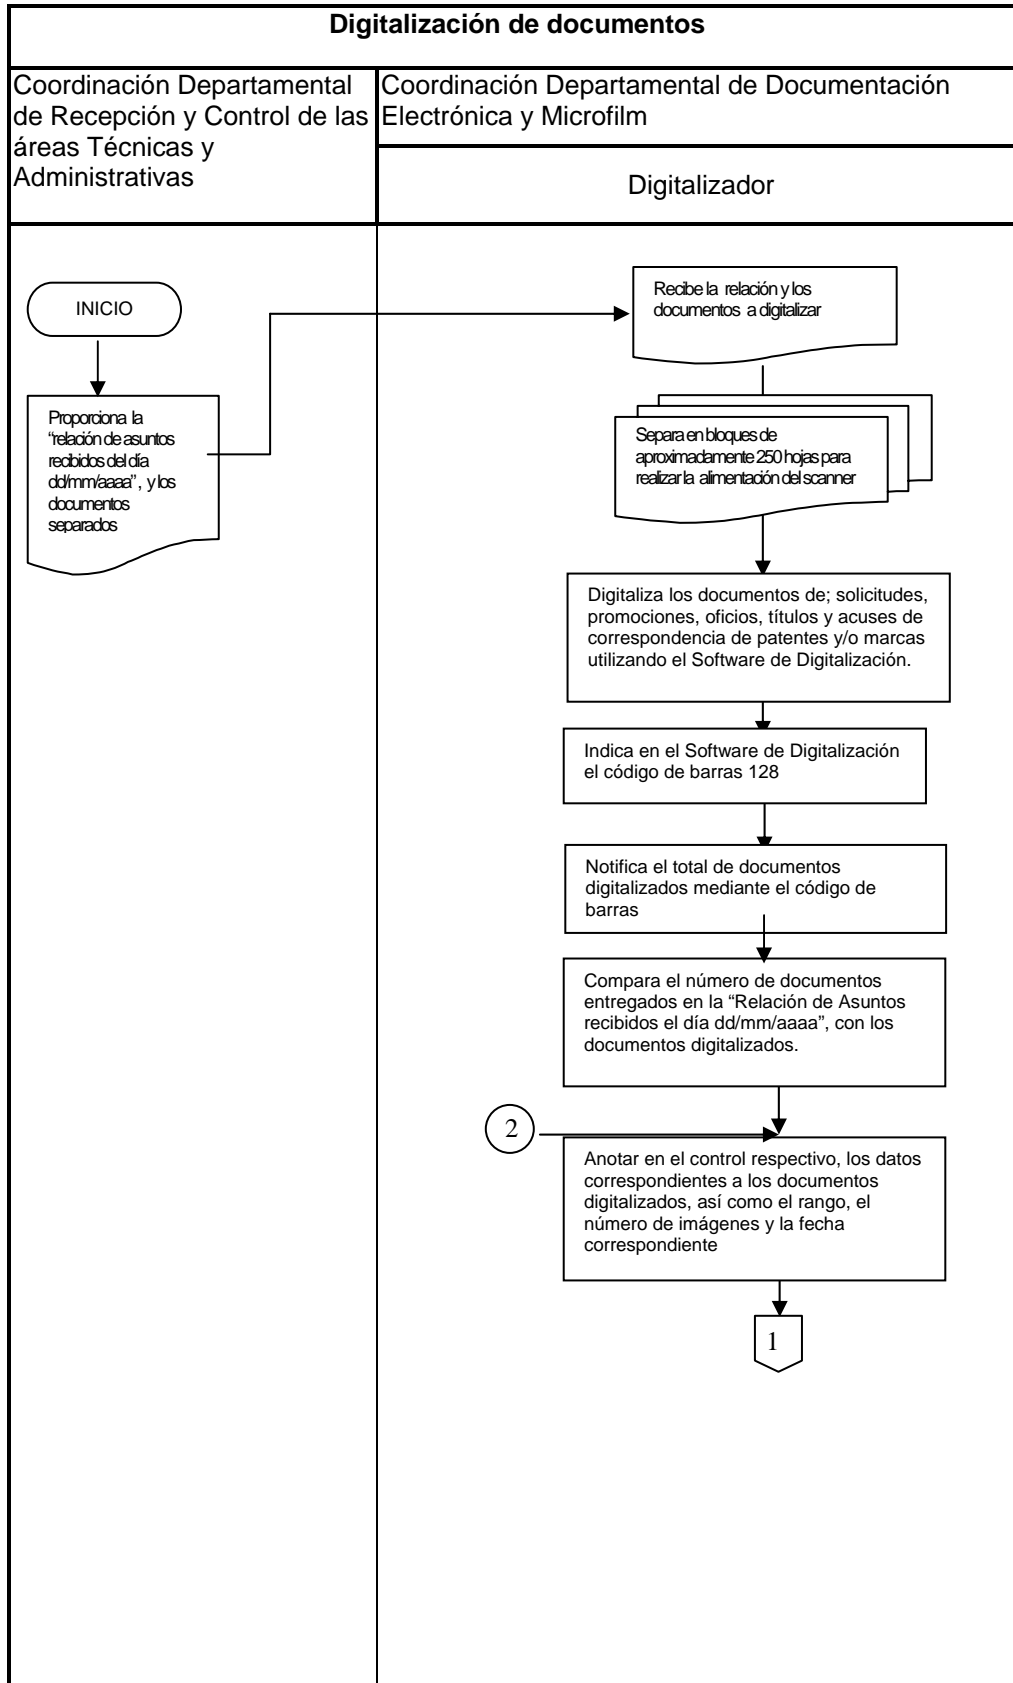 Digitalización de documentos
Coordinación Departamental
de Recepción y Control de las
áreas Técnicas y
Administrativas
Coordinación Departamental de Documentación
Electrónica y Microfilm
Digitalizador
INICIO
Proporciona la
“relación de asuntos
recibidos del día
dd/mm/aaaa”, y los
documentos
separados
Recibe la relación y los
documentos a digitalizar
Separa en bloques de
aproximadamente 250 hojas para
realizar la alimentación del scanner
Digitaliza los documentos de; solicitudes,
promociones, oficios, títulos y acuses de
correspondencia de patentes y/o marcas
utilizando el Software de Digitalización.
Indica en el Software de Digitalización
el código de barras 128
Notifica el total de documentos
digitalizados mediante el código de
barras
Compara el número de documentos
entregados en la “Relación de Asuntos
recibidos el día dd/mm/aaaa”, con los
documentos digitalizados.
2
Anotar en el control respectivo, los datos
correspondientes a los documentos
digitalizados, así como el rango, el
número de imágenes y la fecha
correspondiente
1